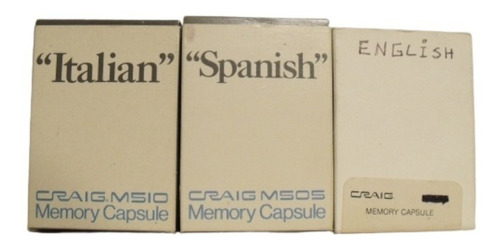 “Italian”
CRAIG M510
Memory Capsule
“Spanish”
CRAIG M505
Memory Capsule
ENGLiSH
CRAIG
MEMORY CAPSULE